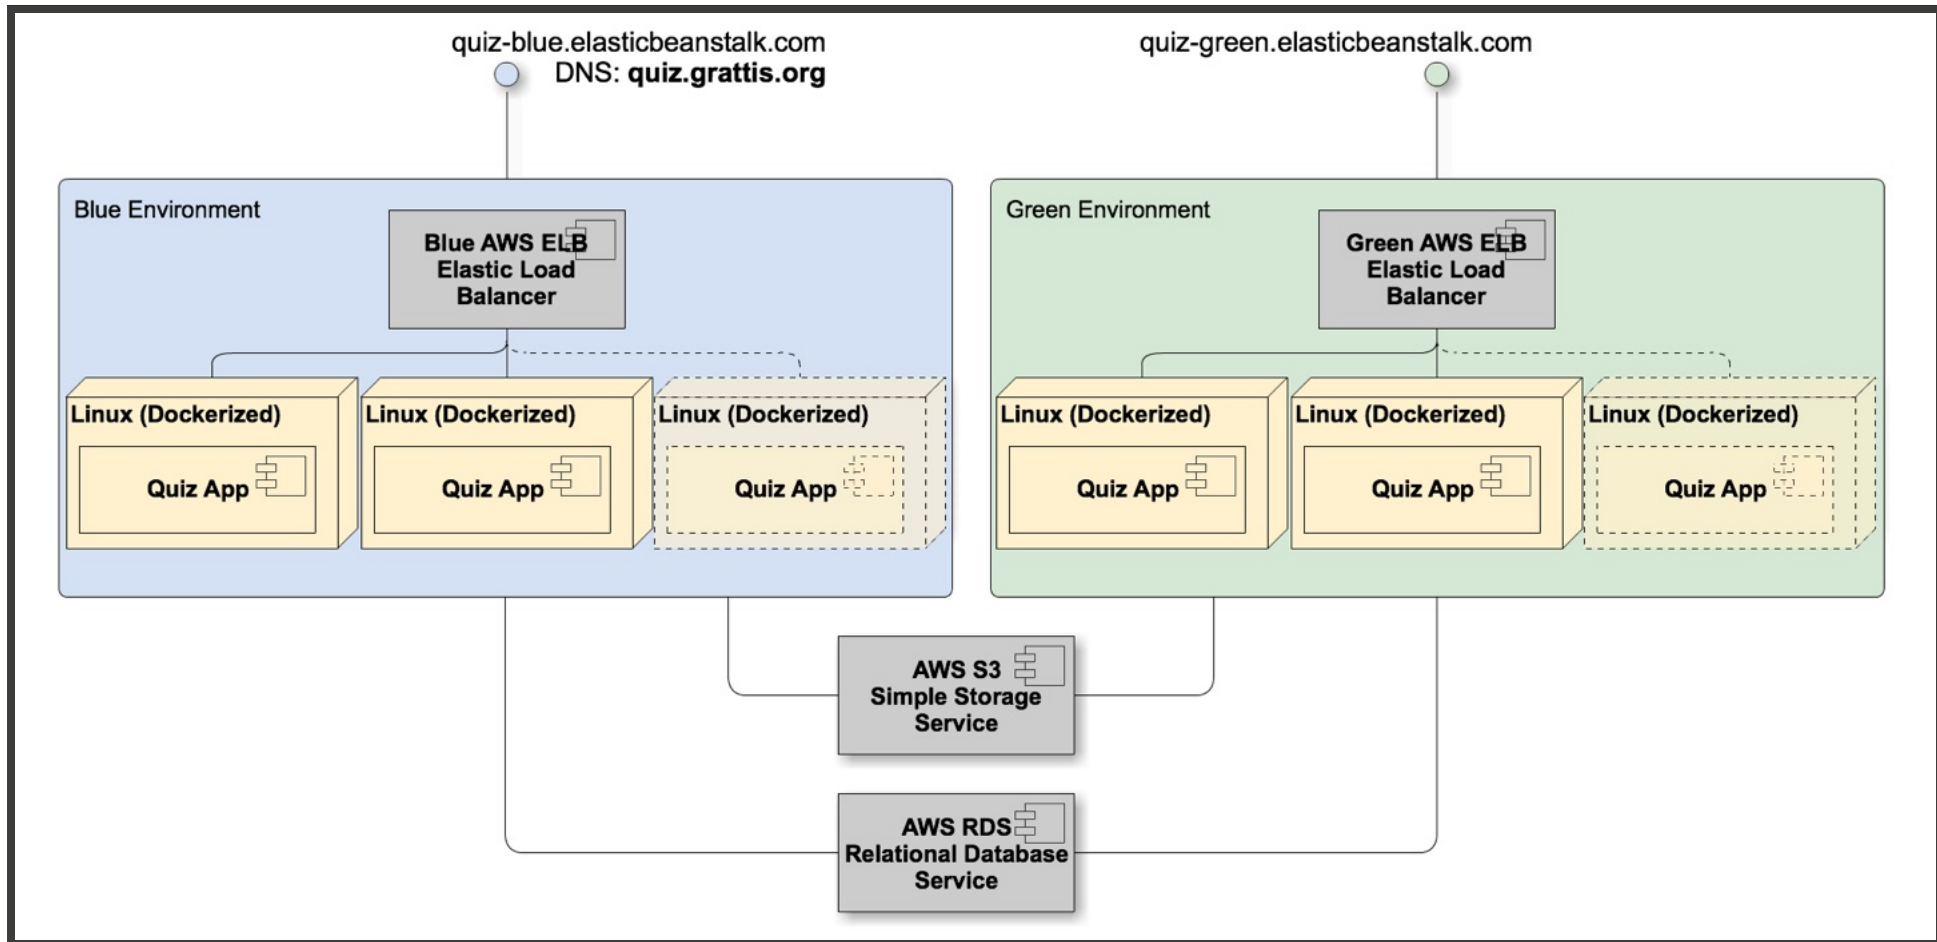 quiz-blue.elasticbeanstalk.com
DNS: quiz.grattis.org
quiz-green.elasticbeanstalk.com
Blue Environment
Blue AWS ELB
Elastic Load
Balancer
Linux (Dockerized)
Quiz App
Linux (Dockerized)
Quiz App
Linux (Dockerized)
Quiz App
Green Environment
Green AWS ELB
Elastic Load
Balancer
Linux (Dockerized)
Quiz App
Linux (Dockerized)
Quiz App
Linux (Dockerized)
Quiz App
AWS S3
Simple Storage
Service
AWS RDS
Relational Database
Service